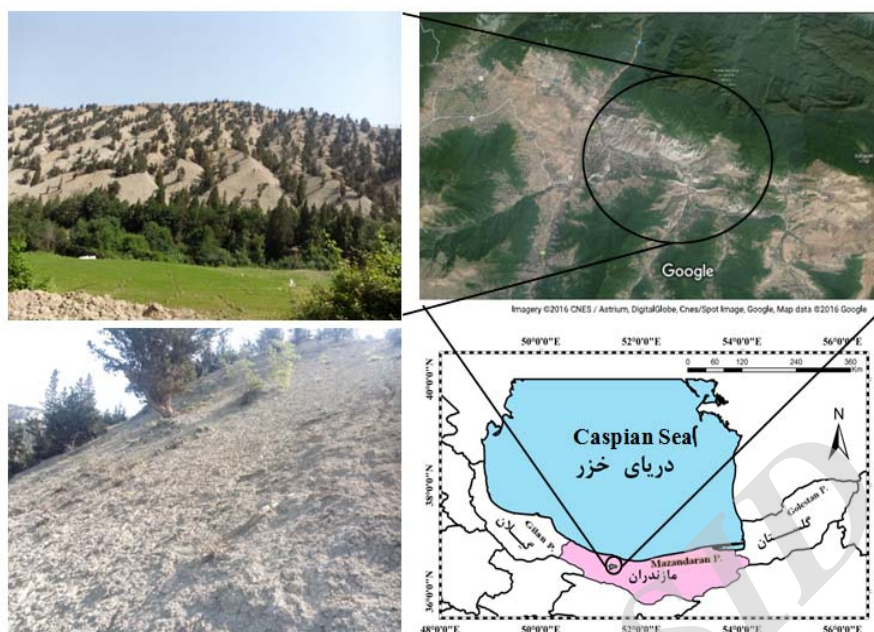 Google
Imagery ©2016 CNES / Astrium, DigitalGlobe, Cnes/Spot Image, Google, Map data ©2016 Google
50°0'0"E 52°0'0"E 54°0'0"E 56°0'0"E
0 60 120 240 360
Km
40°0'0"N
N
Caspian Sea
دریای خزر
38°0'0"N
Golestan P.
گلستان
Gilan P.
گیلان
Mazandaran P.
مازندران
36°0'0"N
48°0'0"E 50°0'0"E 52°0'0"E 54°0'0"E 56°0'0"E
SID